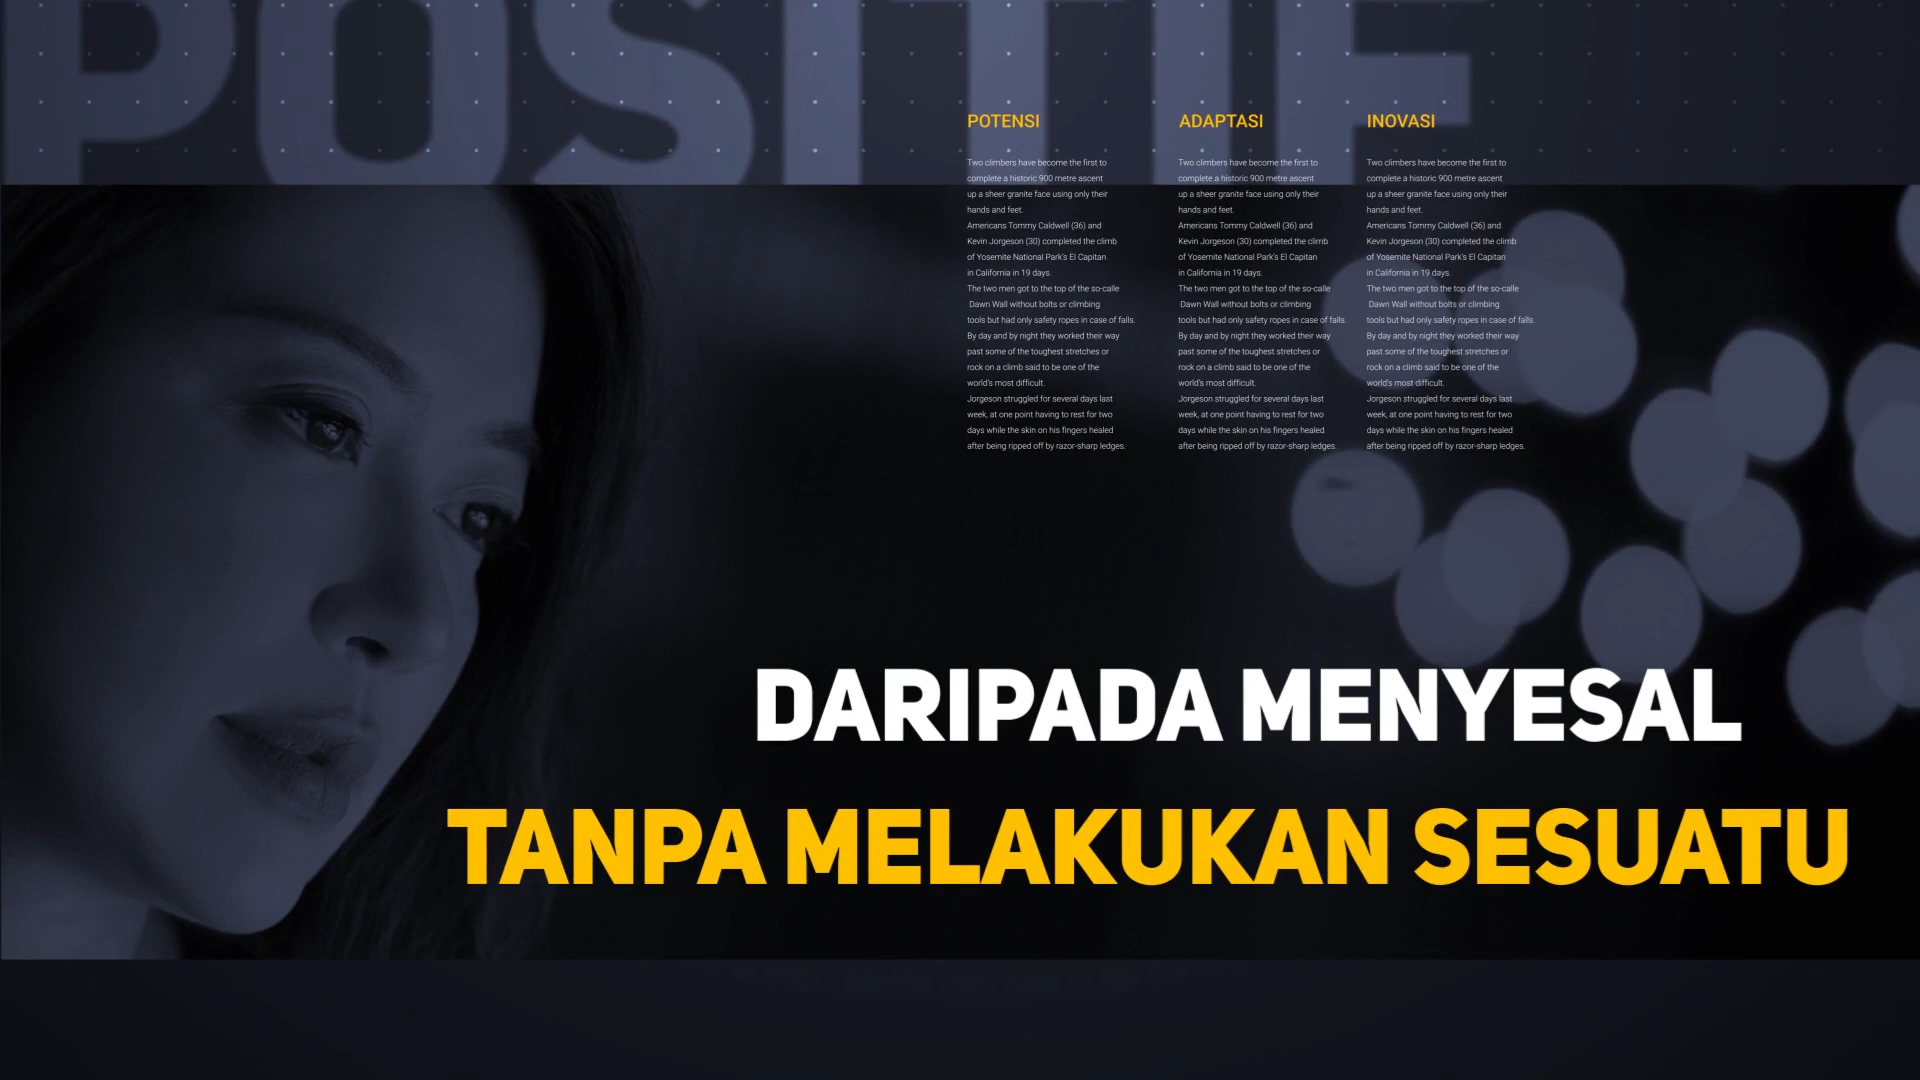 POSITIF
POTENSI
Two climbers have become the first to
complete a historic 900 metre ascent
up a sheer granite face using only their
hands and feet.
Americans Tommy Caldwell (36) and
Kevin Jorgeson (30) completed the climb
of Yosemite National Park's El Capitan
in California in 19 days.
The two men got to the top of the so-calle
Dawn Wall without bolts or climbing
tools but had only safety ropes in case of falls.
By day and by night they worked their way
past some of the toughest stretches or
rock on a climb said to be one of the
world's most difficult.
Jorgeson struggled for several days last
week, at one point having to rest for two
days while the skin on his fingers healed
after being ripped off by razor-sharp ledges.
ADAPTASI
Two climbers have become the first to
complete a historic 900 metre ascent
up a sheer granite face using only their
hands and feet.
Americans Tommy Caldwell (36) and
Kevin Jorgeson (30) completed the climb
of Yosemite National Park's El Capitan
in California in 19 days.
The two men got to the top of the so-calle
Dawn Wall without bolts or climbing
tools but had only safety ropes in case of falls.
By day and by night they worked their way
past some of the toughest stretches or
rock on a climb said to be one of the
world's most difficult.
Jorgeson struggled for several days last
week, at one point having to rest for two
days while the skin on his fingers healed
after being ripped off by razor-sharp ledges.
INOVASI
Two climbers have become the first to
complete a historic 900 metre ascent
up a sheer granite face using only their
hands and feet.
Americans Tommy Caldwell (36) and
Kevin Jorgeson (30) completed the climb
of Yosemite National Park's El Capitan
in California in 19 days.
The two men got to the top of the so-calle
Dawn Wall without bolts or climbing
tools but had only safety ropes in case of falls.
By day and by night they worked their way
past some of the toughest stretches or
rock on a climb said to be one of the
world's most difficult.
Jorgeson struggled for several days last
week, at one point having to rest for two
days while the skin on his fingers healed
after being ripped off by razor-sharp ledges.
DARIPADA MENYESAL
TANPA MELAKUKAN SESUATU